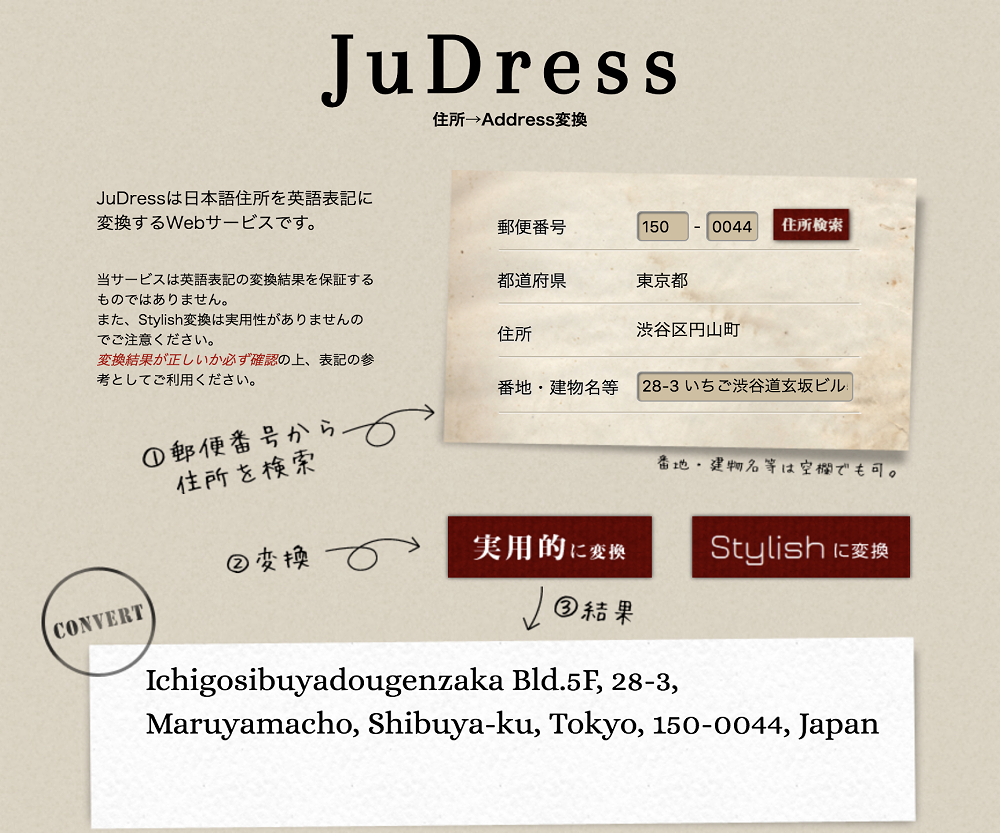 JuDress
住所→Address変換
JuDressは日本語住所を英語表記に
変換するWebサービスです。
当サービスは英語表記の変換結果を保証する
ものではありません。
また、Stylish変換は実用性がありませんの
でご注意ください。
変換結果が正しいか必ず確認の上、表記の参
考としてご利用ください。
郵便番号 150 - 0044 住所検索
都道府県 東京都
住所 渋谷区円山町
番地・建物名等 28-3 いちご渋谷道玄坂ビル
番地・建物名等は空欄でも可。
①郵便番号から
住所を検索
②変換
実用的に変換 Stylishに変換
③結果
CONVERT
Ichigosibuyadougenzaka Bld.5F, 28-3,
Maruyamacho, Shibuya-ku, Tokyo, 150-0044, Japan